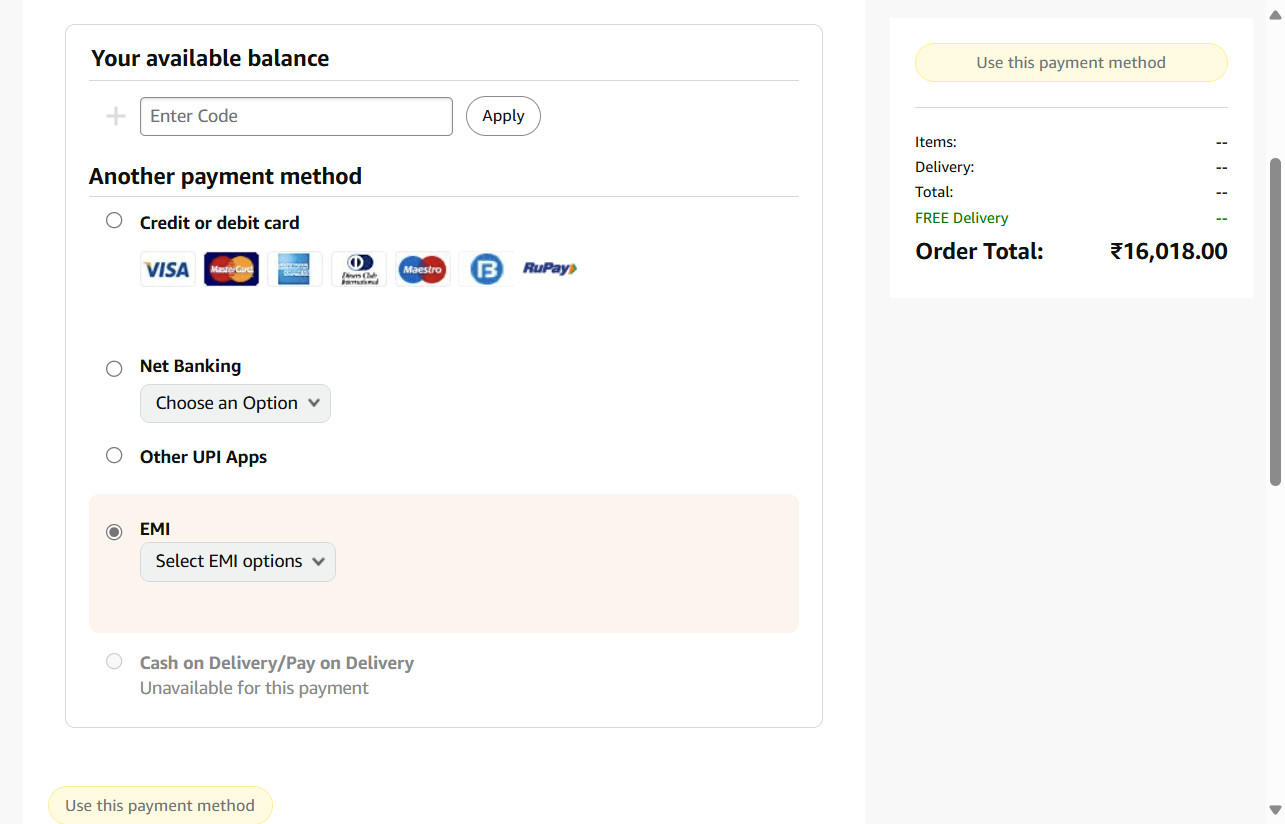 Your available balance
Enter Code
Apply
Another payment method
Credit or debit card
VISA
MasterCard
Diners Club
International
Maestro
B
RuPay
Net Banking
Choose an Option
Other UPI Apps
EMI
Select EMI options
Cash on Delivery/Pay on Delivery
Unavailable for this payment
Use this payment method
Use this payment method
Items: --
Delivery: --
Total: --
FREE Delivery --
Order Total: ₹16,018.00